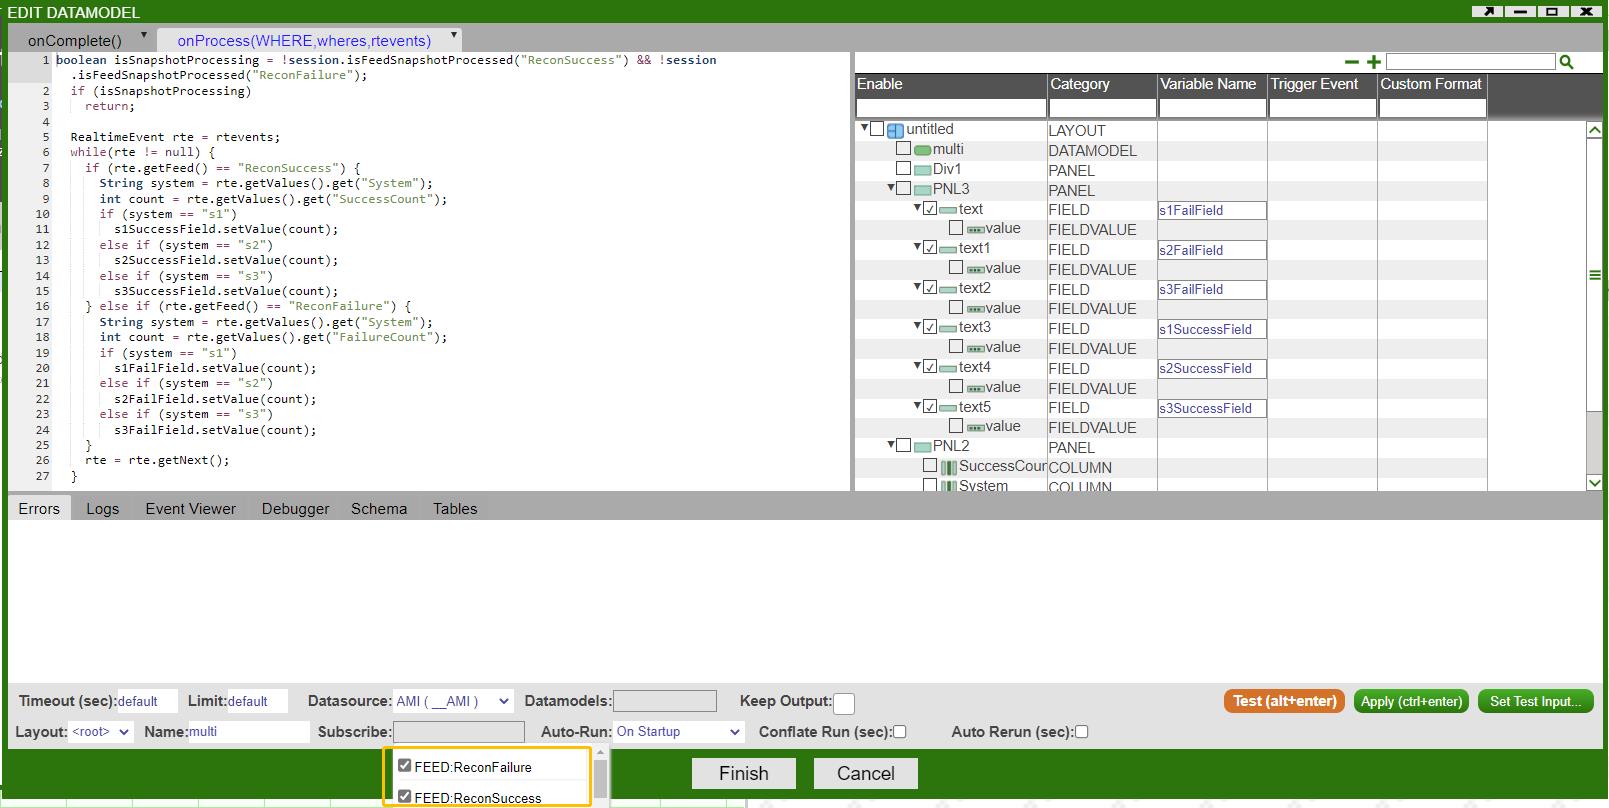 EDIT DATAMODEL
onComplete()
onProcess(WHERE,wheres,rtevents)
1 boolean isSnapshotProcessing = !session.isFeedSnapshotProcessed("ReconSuccess") && !session
.isFeedSnapshotProcessed("ReconFailure");
2 if (isSnapshotProcessing)
3 return;
4
5 RealtimeEvent rte = rtevents;
6 while(rte != null) {
7 if (rte.getFeed() == "ReconSuccess") {
8 String system = rte.getValues().get("System");
9 int count = rte.getValues().get("SuccessCount");
10 if (system == "s1")
11 s1SuccessField.setValue(count);
12 else if (system == "s2")
13 s2SuccessField.setValue(count);
14 else if (system == "s3")
15 s3SuccessField.setValue(count);
16 } else if (rte.getFeed() == "ReconFailure") {
17 String system = rte.getValues().get("System");
18 int count = rte.getValues().get("FailureCount");
19 if (system == "s1")
20 s1FailField.setValue(count);
21 else if (system == "s2")
22 s2FailField.setValue(count);
23 else if (system == "s3")
24 s3FailField.setValue(count);
25 }
26 rte = rte.getNext();
27 }
Enable Category Variable Name Trigger Event Custom Format
untitled LAYOUT
multi DATAMODEL
Div1 PANEL
PNL3 PANEL
text FIELD s1FailField
value FIELDVALUE
text1 FIELD s2FailField
value FIELDVALUE
text2 FIELD s3FailField
value FIELDVALUE
text3 FIELD s1SuccessField
value FIELDVALUE
text4 FIELD s2SuccessField
value FIELDVALUE
text5 FIELD s3SuccessField
value FIELDVALUE
PNL2 PANEL
SuccessCour COLUMN
System COLUMN
Errors Logs Event Viewer Debugger Schema Tables
Timeout (sec): default Limit: default Datasource: AMI ( __AMI ) Datamodels: Keep Output: Test (alt+enter) Apply (ctrl+enter) Set Test Input...
Layout: <root> Name: multi Subscribe: Auto-Run: On Startup Conflate Run (sec): Auto Rerun (sec):
FEED:ReconFailure
FEED:ReconSuccess
Finish Cancel